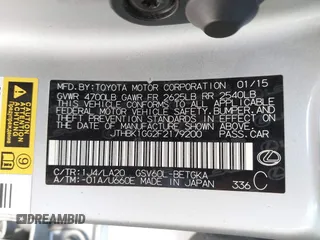 MFD. BY: TOYOTA MOTOR CORPORATION 01/15
GVWR 4700LB GAWR FR 2625LB RR 2540LB
THIS VEHICLE CONFORMS TO ALL APPLICABLE
FEDERAL MOTOR VEHICLE SAFETY,
BUMPER, AND THEFT PREVENTION STANDARDS IN
EFFECT ON THE DATE OF MANUFACTURE SHOWN
ABOVE.
JTHBK1GG2F2179200 PASS.CAR
C/TR:1J4/LA20 GSV60L-BETGKA
A/TM:-01A/U660E MADE IN JAPAN 336 C
DREAMBID